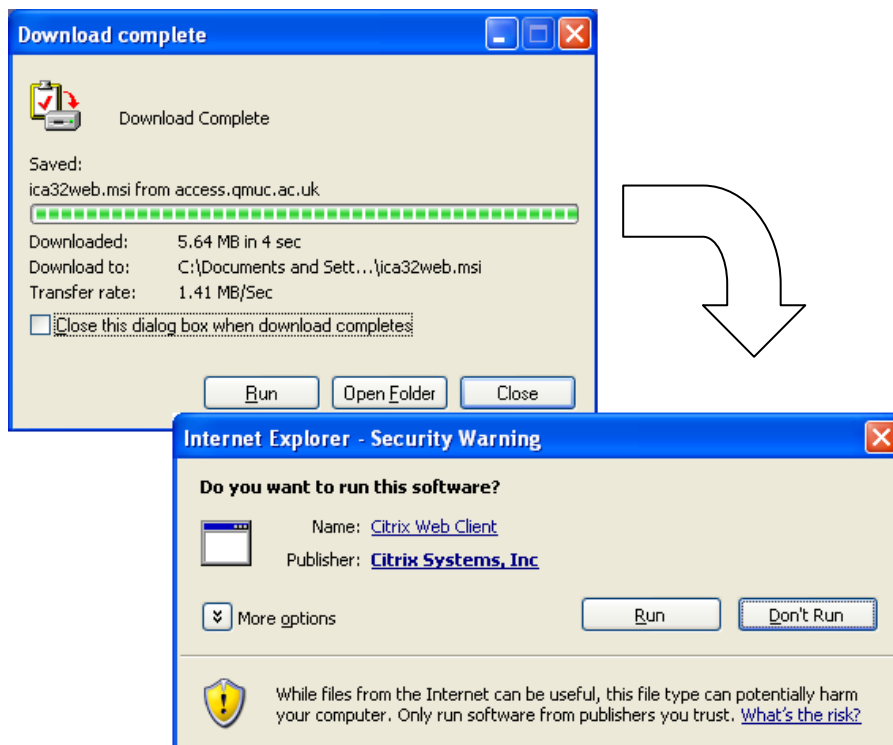 Download complete
Download Complete
Saved:
ica32web.msi from access.qmuc.ac.uk
Downloaded: 5.64 MB in 4 sec
Download to: C:\Documents and Sett...\ica32web.msi
Transfer rate: 1.41 MB/Sec
Close this dialog box when download completes
Run Open Folder Close
Internet Explorer - Security Warning
Do you want to run this software?
Name: Citrix Web Client
Publisher: Citrix Systems, Inc
More options Run Don't Run
While files from the Internet can be useful, this file type can potentially harm
your computer. Only run software from publishers you trust. What's the risk?